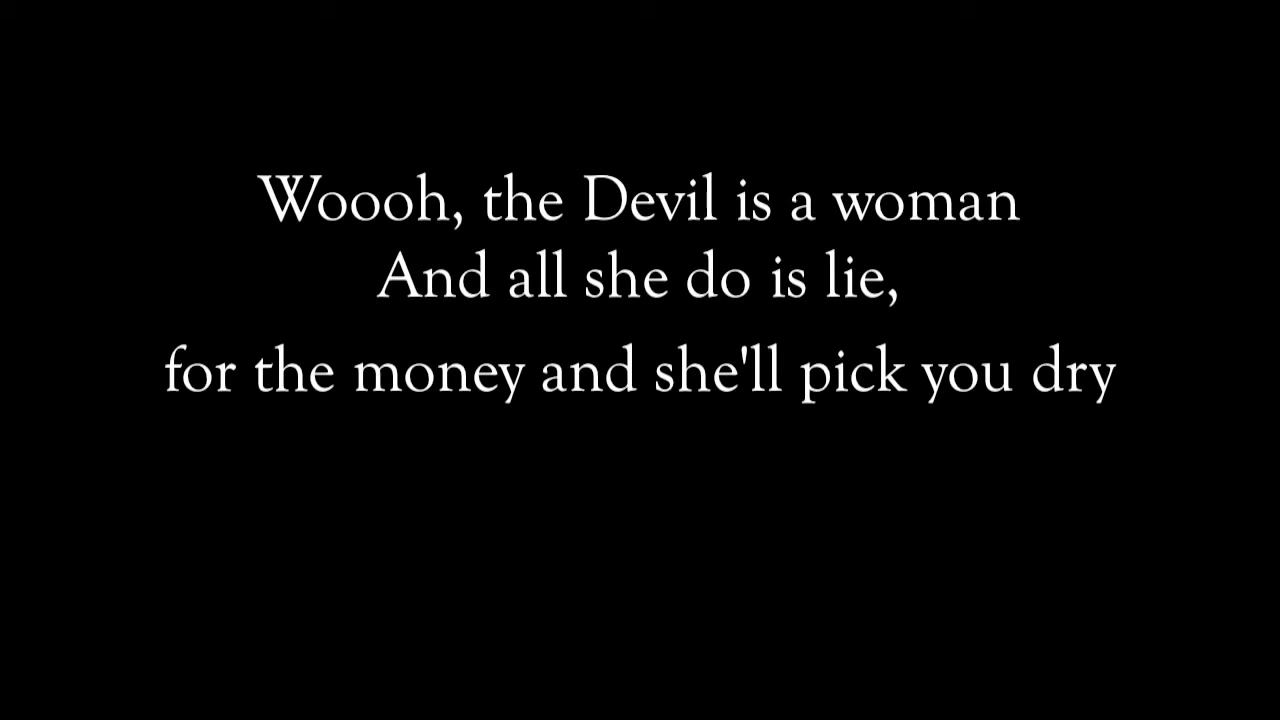 Woooh, the Devil is a woman
And all she do is lie,
for the money and she'll pick you dry